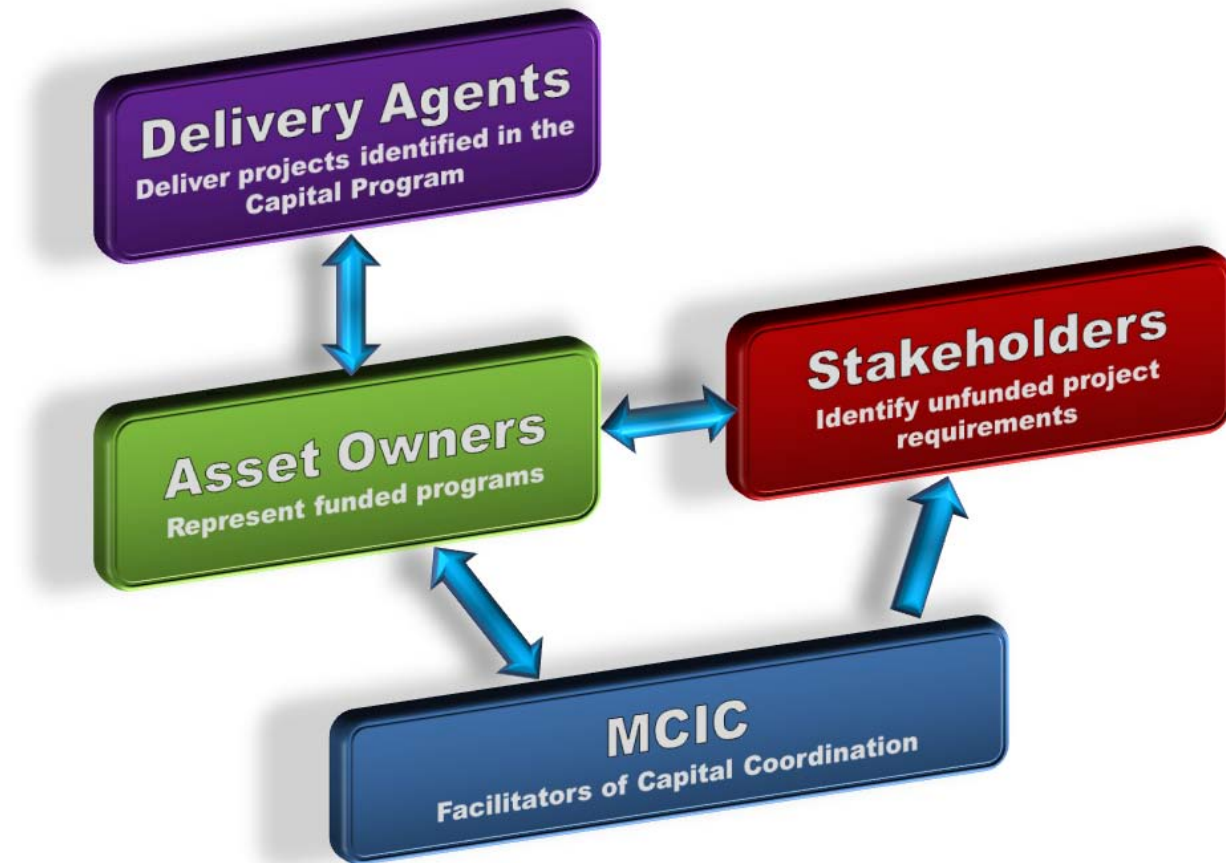 Delivery Agents
Deliver projects identified in the
Capital Program
Stakeholders
Identify unfunded project
requirements
Asset Owners
Represent funded programs
MCIC
Facilitators of Capital Coordination